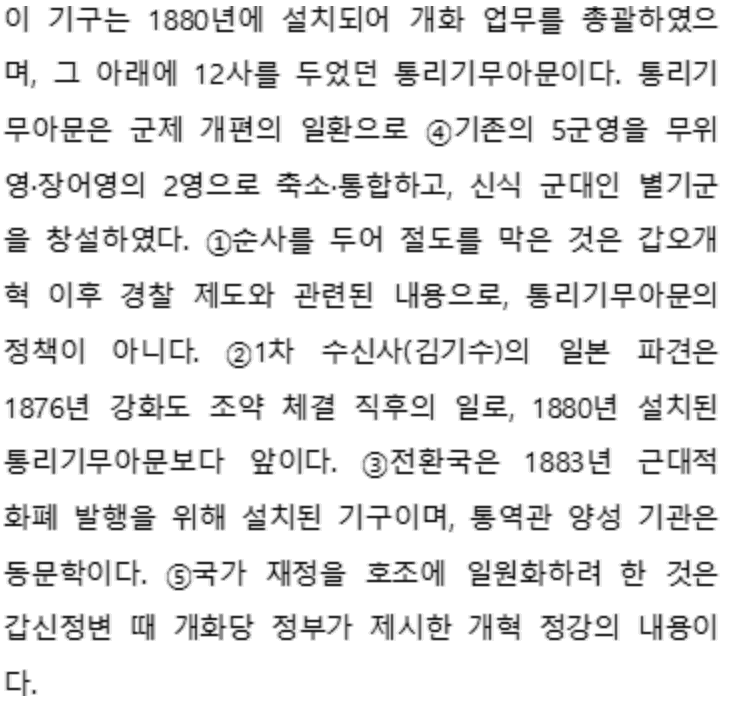 이 기구는 1880년에 설치되어 개화 업무를 총괄하였으
며, 그 아래에 12사를 두었던 통리기무아문이다. 통리기
무아문은 군제 개편의 일환으로 ④기존의 5군영을 무위
영·장어영의 2영으로 축소·통합하고, 신식 군대인 별기군
을 창설하였다. ①순사를 두어 절도를 막은 것은 갑오개
혁 이후 경찰 제도와 관련된 내용으로, 통리기무아문의
정책이 아니다. ②1차 수신사(김기수)의 일본 파견은
1876년 강화도 조약 체결 직후의 일로, 1880년 설치된
통리기무아문보다 앞이다. ③전환국은 1883년 근대적
화폐 발행을 위해 설치된 기구이며, 통역관 양성 기관은
동문학이다. ⑤국가 재정을 호조에 일원화하려 한 것은
갑신정변 때 개화당 정부가 제시한 개혁 정강의 내용이
다.